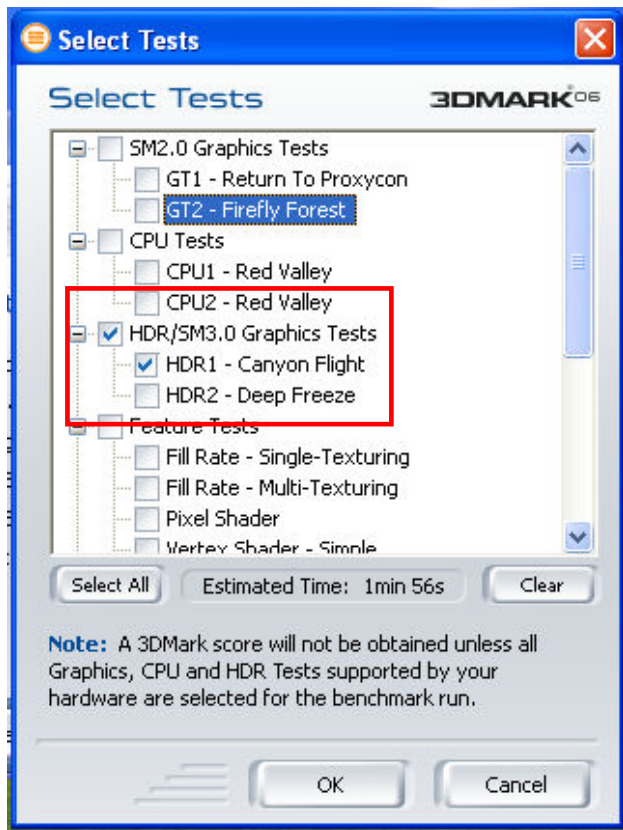 Select Tests
Select Tests 3DMARK'06
SM2.0 Graphics Tests
GT1 - Return To Proxycon
GT2 - Firefly Forest
CPU Tests
CPU1 - Red Valley
CPU2 - Red Valley
HDR/SM3.0 Graphics Tests
HDR1 - Canyon Flight
HDR2 - Deep Freeze
Feature Tests
Fill Rate - Single-Texturing
Fill Rate - Multi-Texturing
Pixel Shader
Vertex Shader - Simple
Select All Estimated Time: 1min 56s Clear
Note: A 3DMark score will not be obtained unless all
Graphics, CPU and HDR Tests supported by your
hardware are selected for the benchmark run.
OK Cancel